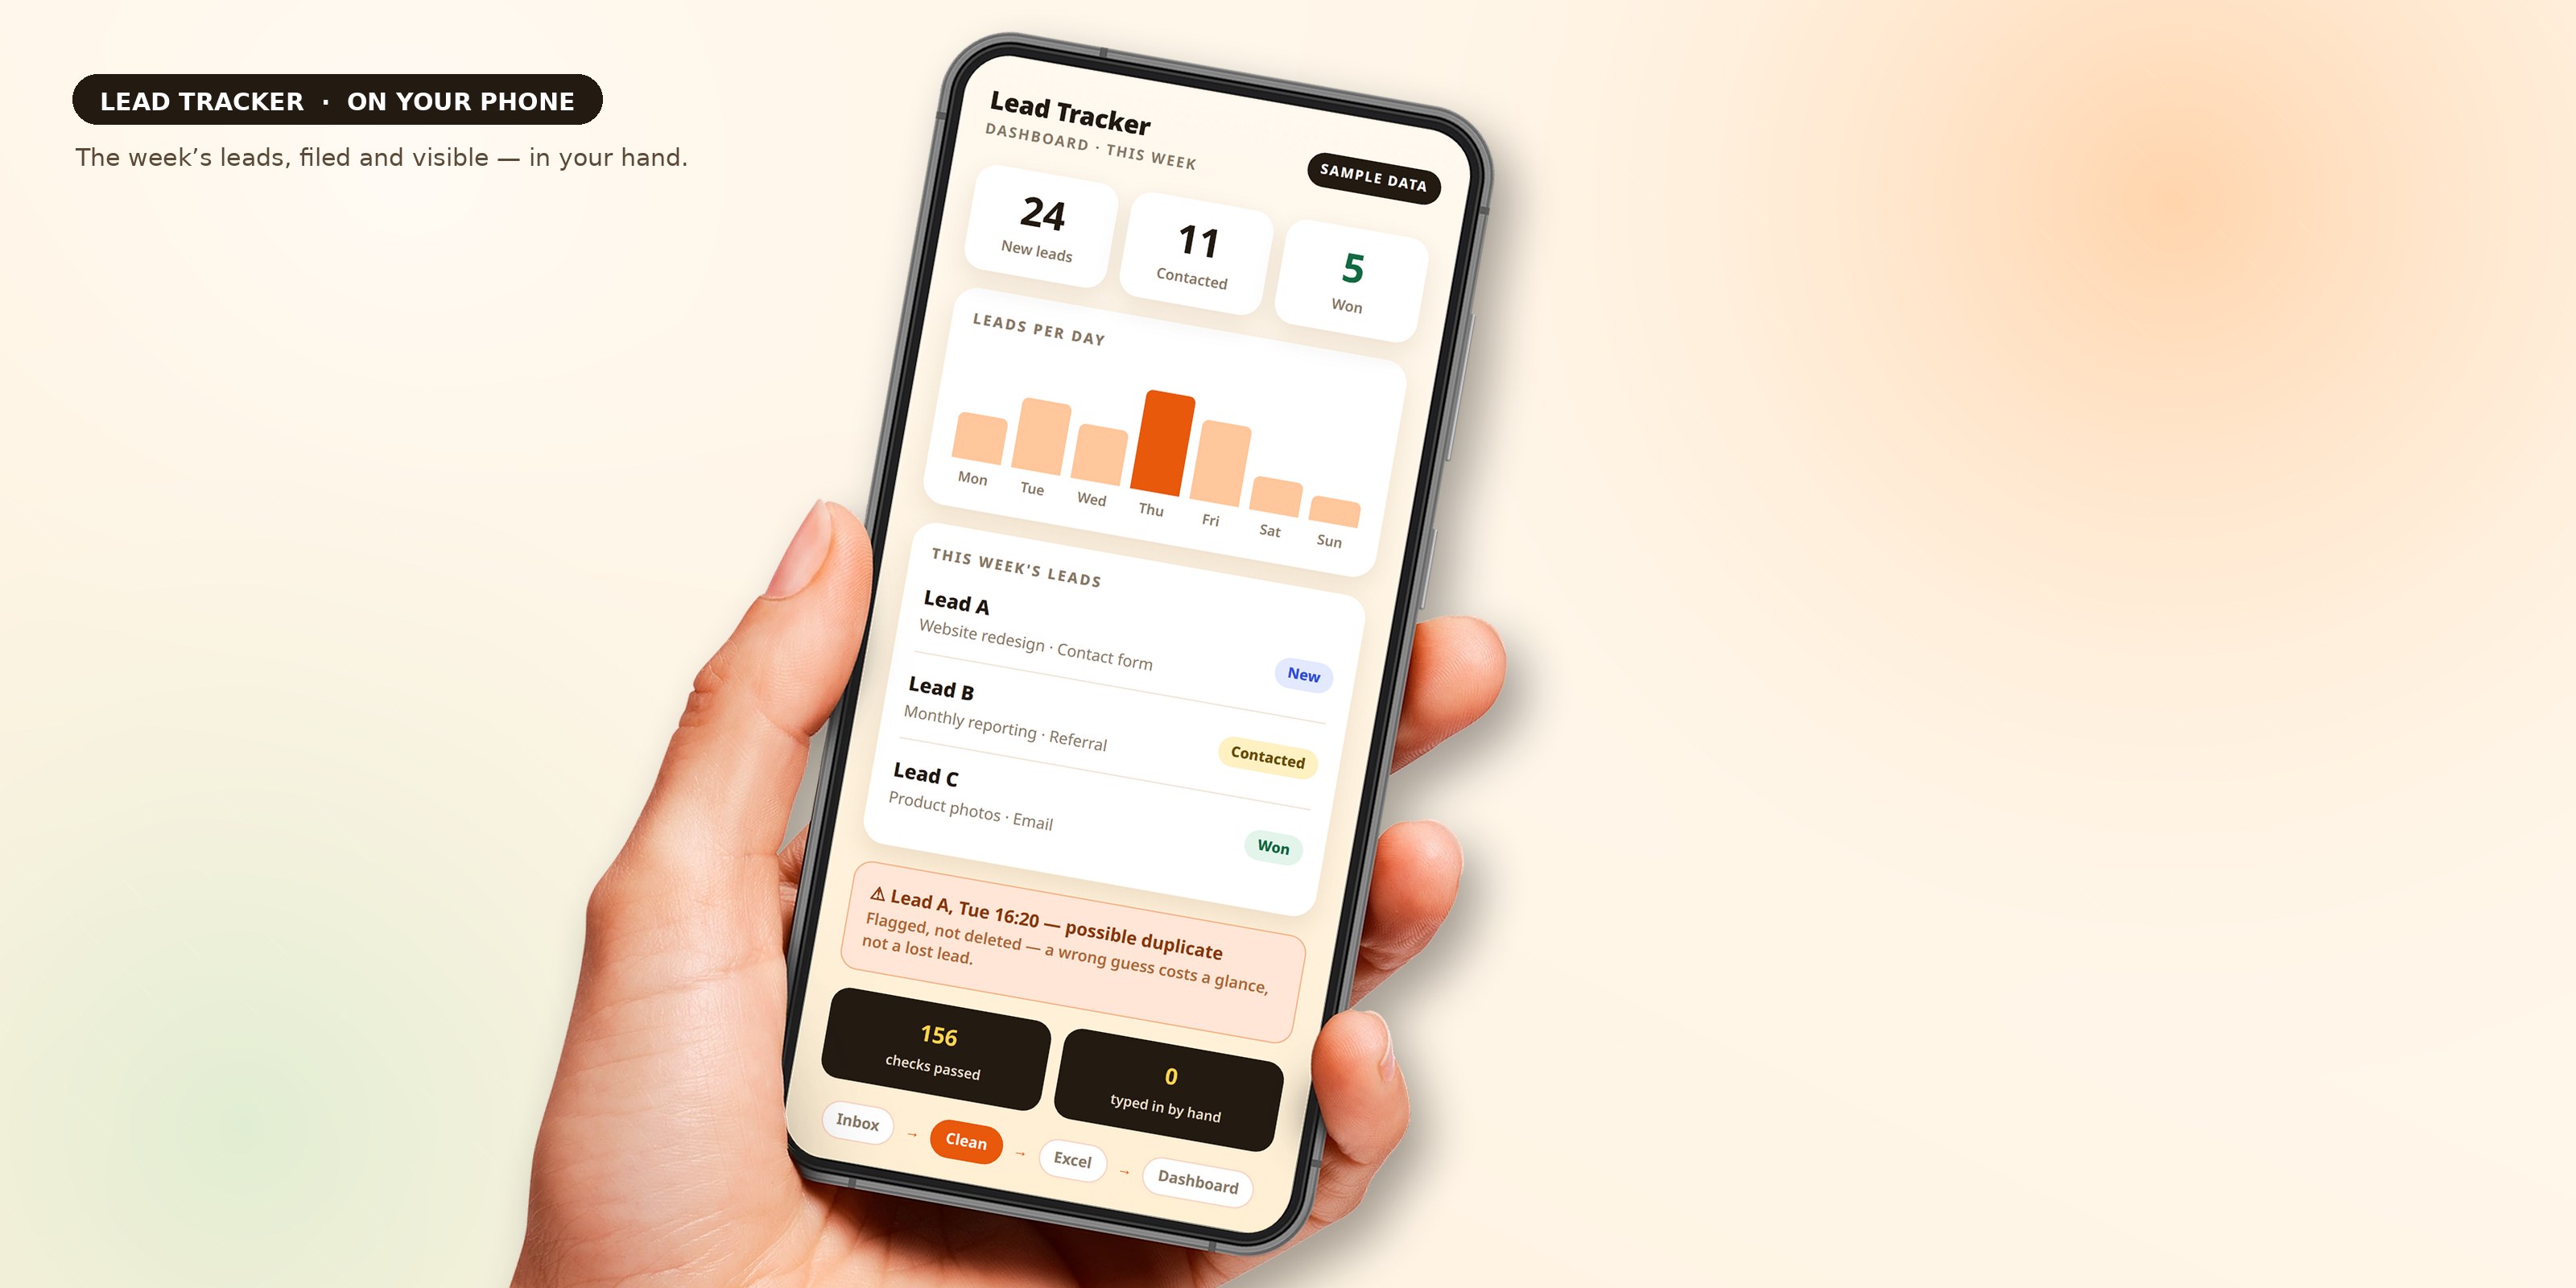 LEAD TRACKER · ON YOUR PHONE
The week’s leads, filed and visible — in your hand.
Lead Tracker
DASHBOARD · THIS WEEK
SAMPLE DATA
24
New leads
11
Contacted
5
Won
LEADS PER DAY
Mon
Tue
Wed
Thu
Fri
Sat
Sun
THIS WEEK'S LEADS
Lead A
Website redesign · Contact form
New
Lead B
Monthly reporting · Referral
Contacted
Lead C
Product photos · Email
Won
⚠ Lead A, Tue 16:20 — possible duplicate
Flagged, not deleted — a wrong guess costs a glance,
not a lost lead.
156
checks passed
0
typed in by hand
Inbox → Clean → Excel → Dashboard